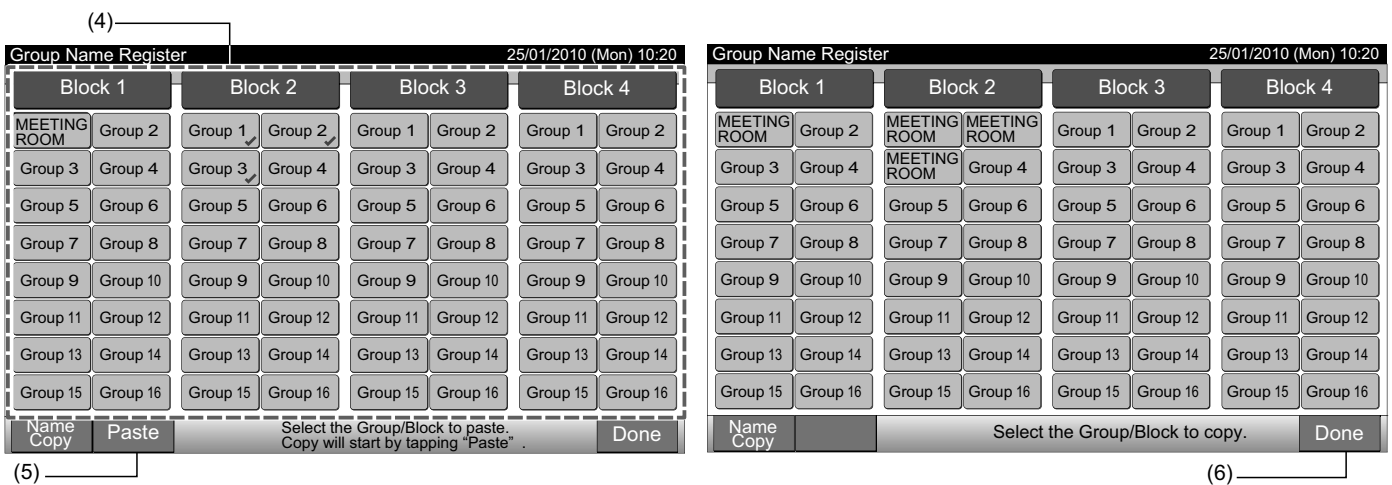 (4)
Group Name Register 25/01/2010 (Mon) 10:20
Block 1 Block 2 Block 3 Block 4
MEETING ROOM Group 2 Group 1 Group 2 Group 1 Group 2 Group 1 Group 2
Group 3 Group 4 Group 3 Group 4 Group 3 Group 4 Group 3 Group 4
Group 5 Group 6 Group 5 Group 6 Group 5 Group 6 Group 5 Group 6
Group 7 Group 8 Group 7 Group 8 Group 7 Group 8 Group 7 Group 8
Group 9 Group 10 Group 9 Group 10 Group 9 Group 10 Group 9 Group 10
Group 11 Group 12 Group 11 Group 12 Group 11 Group 12 Group 11 Group 12
Group 13 Group 14 Group 13 Group 14 Group 13 Group 14 Group 13 Group 14
Group 15 Group 16 Group 15 Group 16 Group 15 Group 16 Group 15 Group 16
Name Copy Paste
Select the Group/Block to paste.
Copy will start by tapping “Paste” .
Done
(5)
Group Name Register 25/01/2010 (Mon) 10:20
Block 1 Block 2 Block 3 Block 4
MEETING ROOM Group 2 MEETING ROOM MEETING ROOM Group 1 Group 2 Group 1 Group 2
Group 3 Group 4 MEETING ROOM Group 4 Group 3 Group 4 Group 3 Group 4
Group 5 Group 6 Group 5 Group 6 Group 5 Group 6 Group 5 Group 6
Group 7 Group 8 Group 7 Group 8 Group 7 Group 8 Group 7 Group 8
Group 9 Group 10 Group 9 Group 10 Group 9 Group 10 Group 9 Group 10
Group 11 Group 12 Group 11 Group 12 Group 11 Group 12 Group 11 Group 12
Group 13 Group 14 Group 13 Group 14 Group 13 Group 14 Group 13 Group 14
Group 15 Group 16 Group 15 Group 16 Group 15 Group 16 Group 15 Group 16
Name Copy Select the Group/Block to copy. Done
(6)